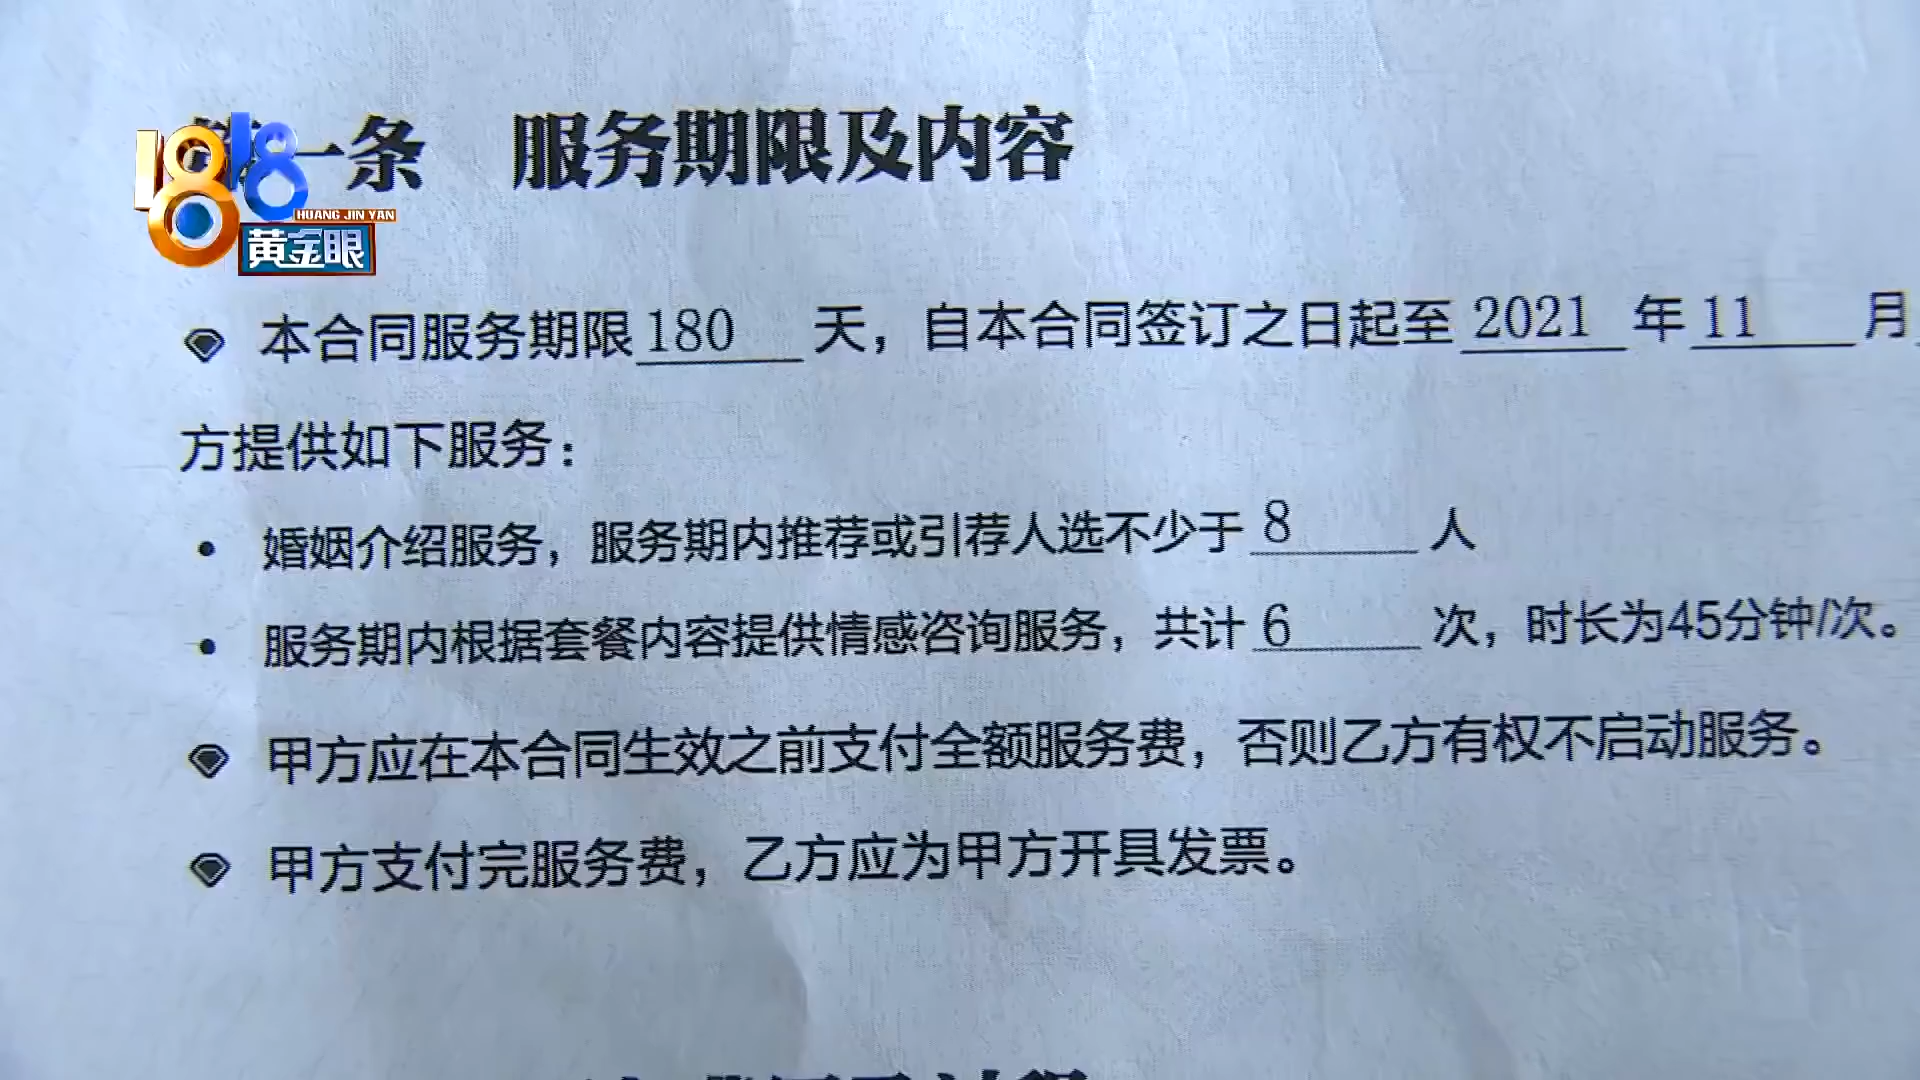 一条 服务期限及内容
1818
HUANG JIN YAN
黄金眼
本合同服务期限180 天，自本合同签订之日起至2021 年11 月
方提供如下服务：
• 婚姻介绍服务，服务期内推荐或引荐人选不少于8 人
• 服务期内根据套餐内容提供情感咨询服务，共计6 次，时长为45分钟/次。
甲方应在本合同生效之前支付全额服务费，否则乙方有权不启动服务。
甲方支付完服务费，乙方应为甲方开具发票。